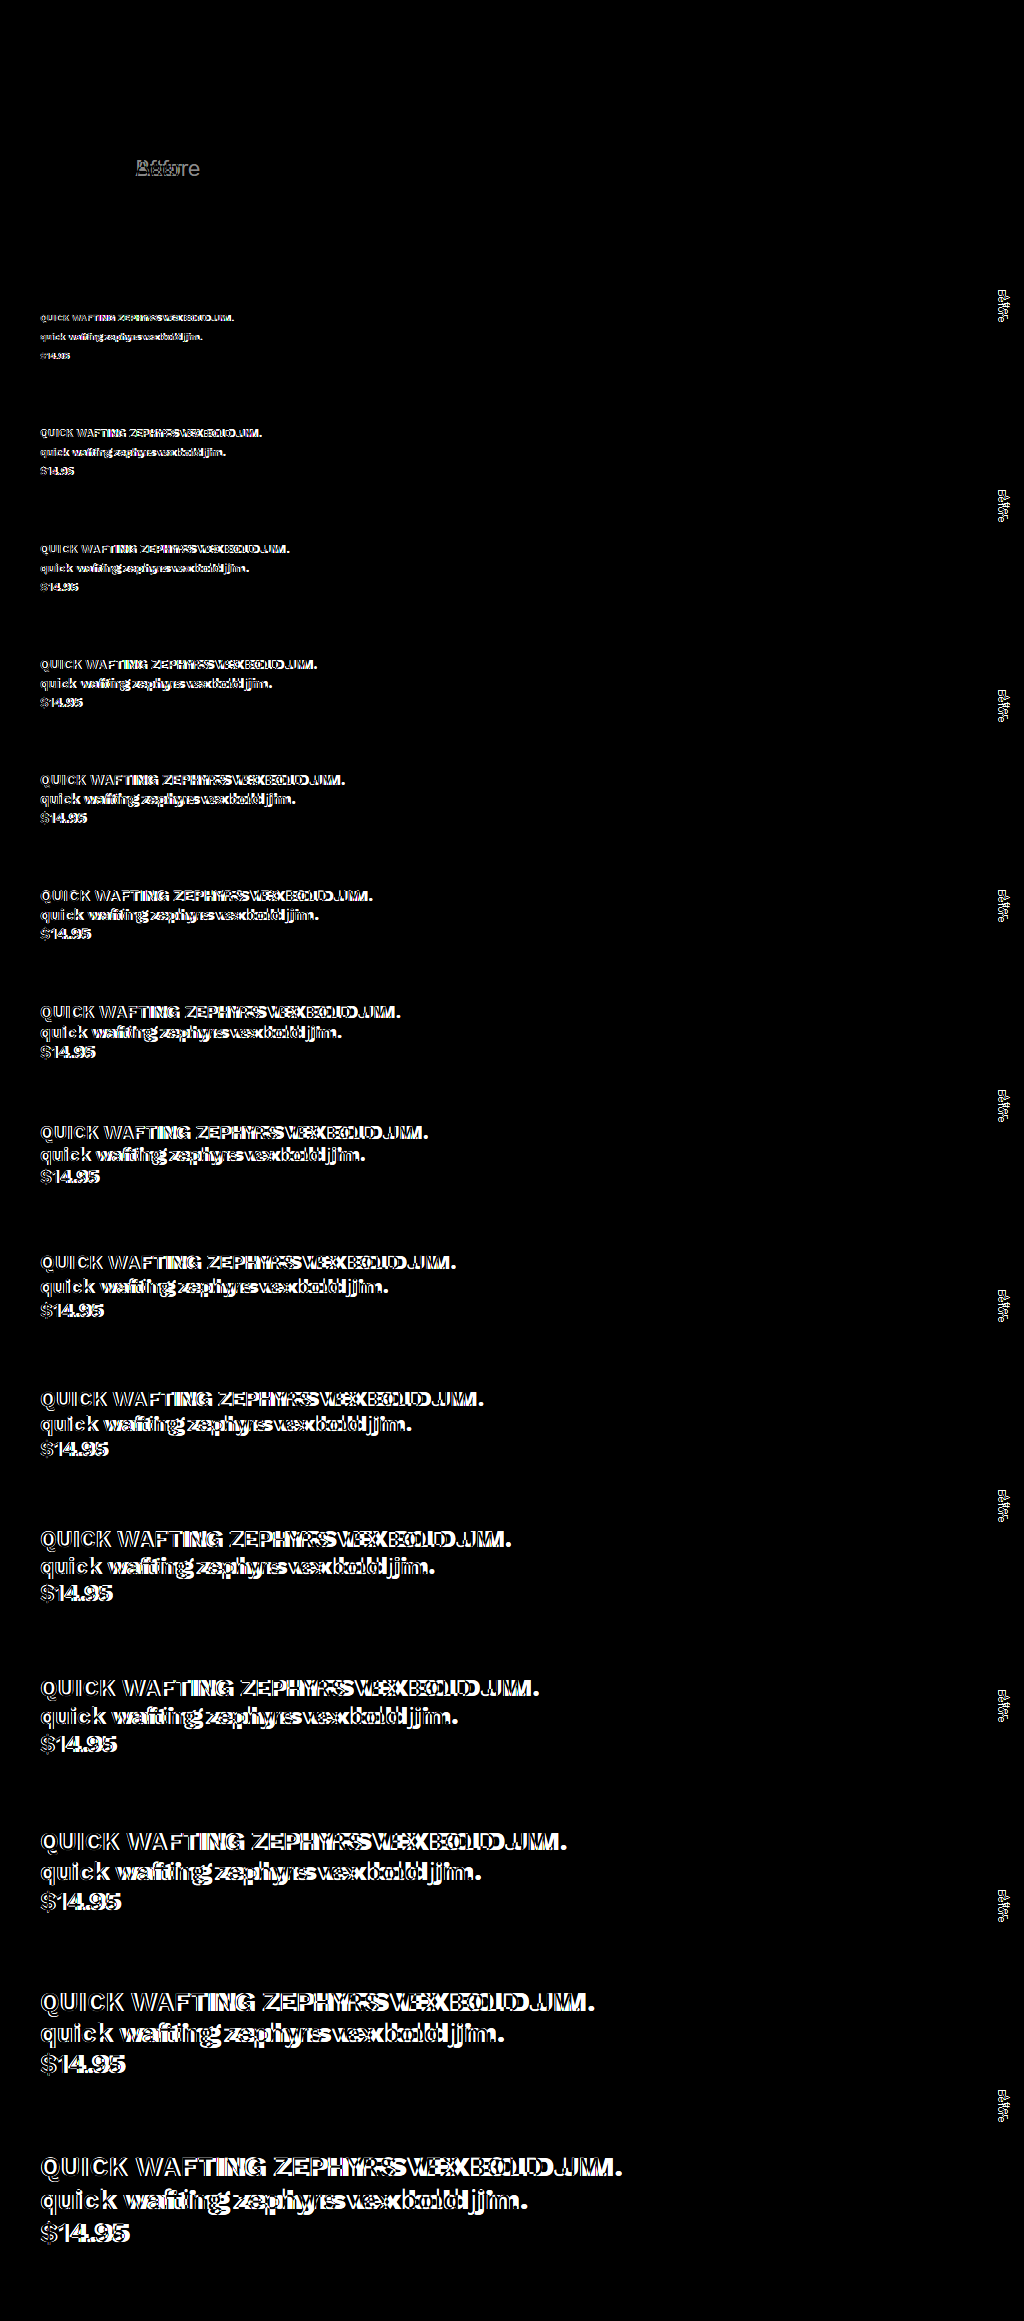 Before
After
After
Before
QUICK WAFTING ZEPHYRS VEX BOLD JIM.
quick wafting zephyrs vex bold jim.
$14.95
QUICK WAFTING ZEPHYRS VEX BOLD JIM.
quick wafting zephyrs vex bold jim.
$14.95
After
Before
QUICK WAFTING ZEPHYRS VEX BOLD JIM.
quick wafting zephyrs vex bold jim.
$14.95
QUICK WAFTING ZEPHYRS VEX BOLD JIM.
quick wafting zephyrs vex bold jim.
$14.95
After
Before
QUICK WAFTING ZEPHYRS VEX BOLD JIM.
quick wafting zephyrs vex bold jim.
$14.95
QUICK WAFTING ZEPHYRS VEX BOLD JIM.
quick wafting zephyrs vex bold jim.
$14.95
After
Before
QUICK WAFTING ZEPHYRS VEX BOLD JIM.
quick wafting zephyrs vex bold jim.
$14.95
After
Before
QUICK WAFTING ZEPHYRS VEX BOLD JIM.
quick wafting zephyrs vex bold jim.
$14.95
QUICK WAFTING ZEPHYRS VEX BOLD JIM.
quick wafting zephyrs vex bold jim.
$14.95
After
Before
QUICK WAFTING ZEPHYRS VEX BOLD JIM.
quick wafting zephyrs vex bold jim.
$14.95
After
Before
QUICK WAFTING ZEPHYRS VEX BOLD JIM.
quick wafting zephyrs vex bold jim.
$14.95
QUICK WAFTING ZEPHYRS VEX BOLD JIM.
quick wafting zephyrs vex bold jim.
$14.95
After
Before
QUICK WAFTING ZEPHYRS VEX BOLD JIM.
quick wafting zephyrs vex bold jim.
$14.95
After
Before
QUICK WAFTING ZEPHYRS VEX BOLD JIM.
quick wafting zephyrs vex bold jim.
$14.95
After
Before
QUICK WAFTING ZEPHYRS VEX BOLD JIM.
quick wafting zephyrs vex bold jim.
$14.95